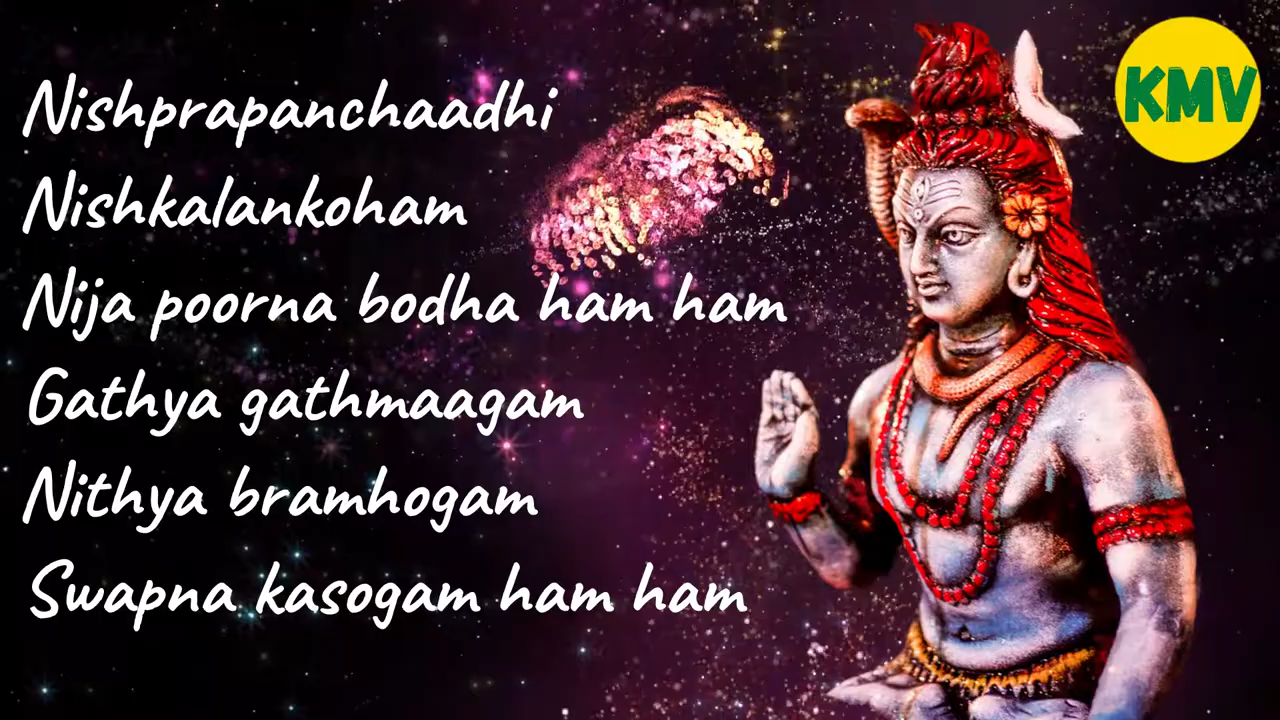 KMV
Nishprapanchaadhi
Nishkalankoham
Nija poorna bodha ham ham
Gathya gathmaagam
Nithya bramhogam
Swapna kasogam ham ham